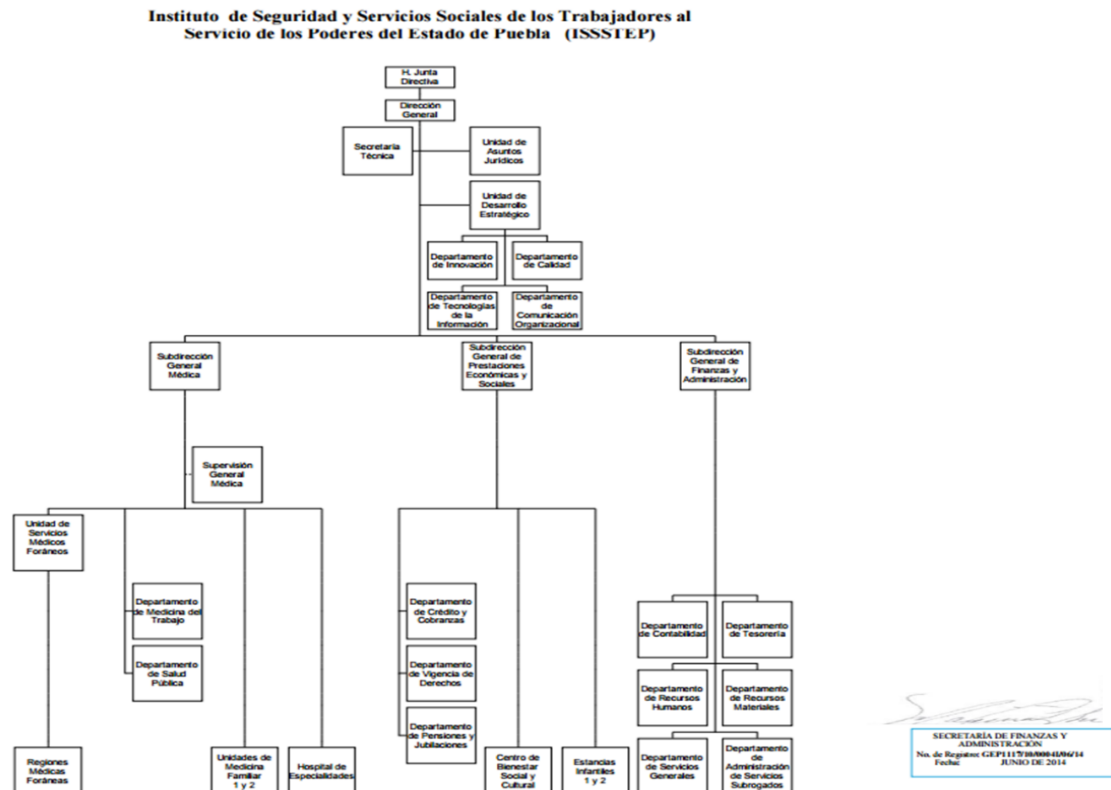 Instituto de Seguridad y Servicios Sociales de los Trabajadores al
Servicio de los Poderes del Estado de Puebla (ISSSTEP)
H. Junta
Directiva
Dirección
General
Secretaría
Técnica
Unidad de
Asuntos
Jurídicos
Unidad de
Desarrollo
Estratégico
Departamento
de Innovación
Departamento
de Calidad
Departamento
de Tecnologías
de la
Información
Departamento
de
Comunicación
Organizacional
Subdirección
General
Médica
Subdirección
General de
Prestaciones
Económicas y
Sociales
Subdirección
General de
Finanzas y
Administración
Supervisión
General
Médica
Unidad de
Servicios
Médicos
Foráneos
Departamento
de Medicina del
Trabajo
Departamento
de Salud
Pública
Regiones
Médicas
Foráneas
Unidades de
Medicina
Familiar
1 y 2
Hospital de
Especialidades
Departamento
de Crédito y
Cobranzas
Departamento
de Vigencia de
Derechos
Departamento
de Pensiones y
Jubilaciones
Centro de
Bienestar
Social y
Cultural
Estancias
Infantiles
1 y 2
Departamento
de Contabilidad
Departamento
de Tesorería
Departamento
de Recursos
Humanos
Departamento
de Recursos
Materiales
Departamento
de Servicios
Generales
Departamento
de
Administración
de Servicios
Subrogados
SECRETARÍA DE FINANZAS Y
ADMINISTRACIÓN
No. de Registro:
Fecha: JUNIO DE 2014